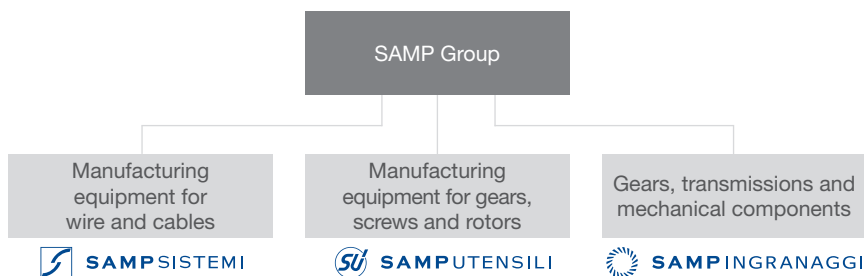 SAMP Group
Manufacturing
equipment for
wire and cables
Manufacturing
equipment for gears,
screws and rotors
Gears, transmissions and
mechanical components
SAMPSISTEMI
SU SAMPUTENSILI
SAMPINGRANAGGI